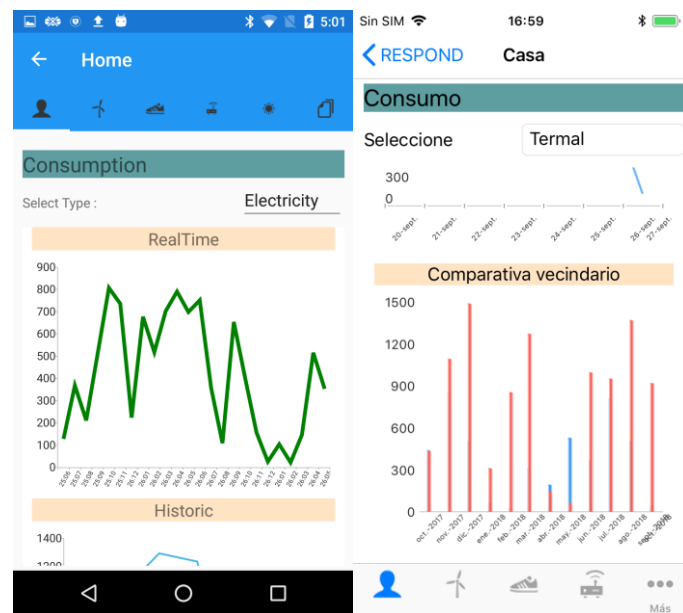 5:01
Home
Consumption
Select Type :
Electricity
RealTime
900
800
700
600
500
400
300
200
100
0
Historic
1400
1200
Sin SIM
16:59
RESPOND
Casa
Consumo
Seleccione
Termal
300
0
20-sept.
21-sept.
22-sept.
23-sept.
24-sept.
25-sept.
26-sept.
27-sept.
Comparativa vecindario
1500
1200
900
600
300
0
oct.-2017
nov.-2017
dic.-2017
ene.-2018
feb.-2018
mar.-2018
abr.-2018
may.-2018
jun.-2018
jul.-2018
ago.-2018
Más